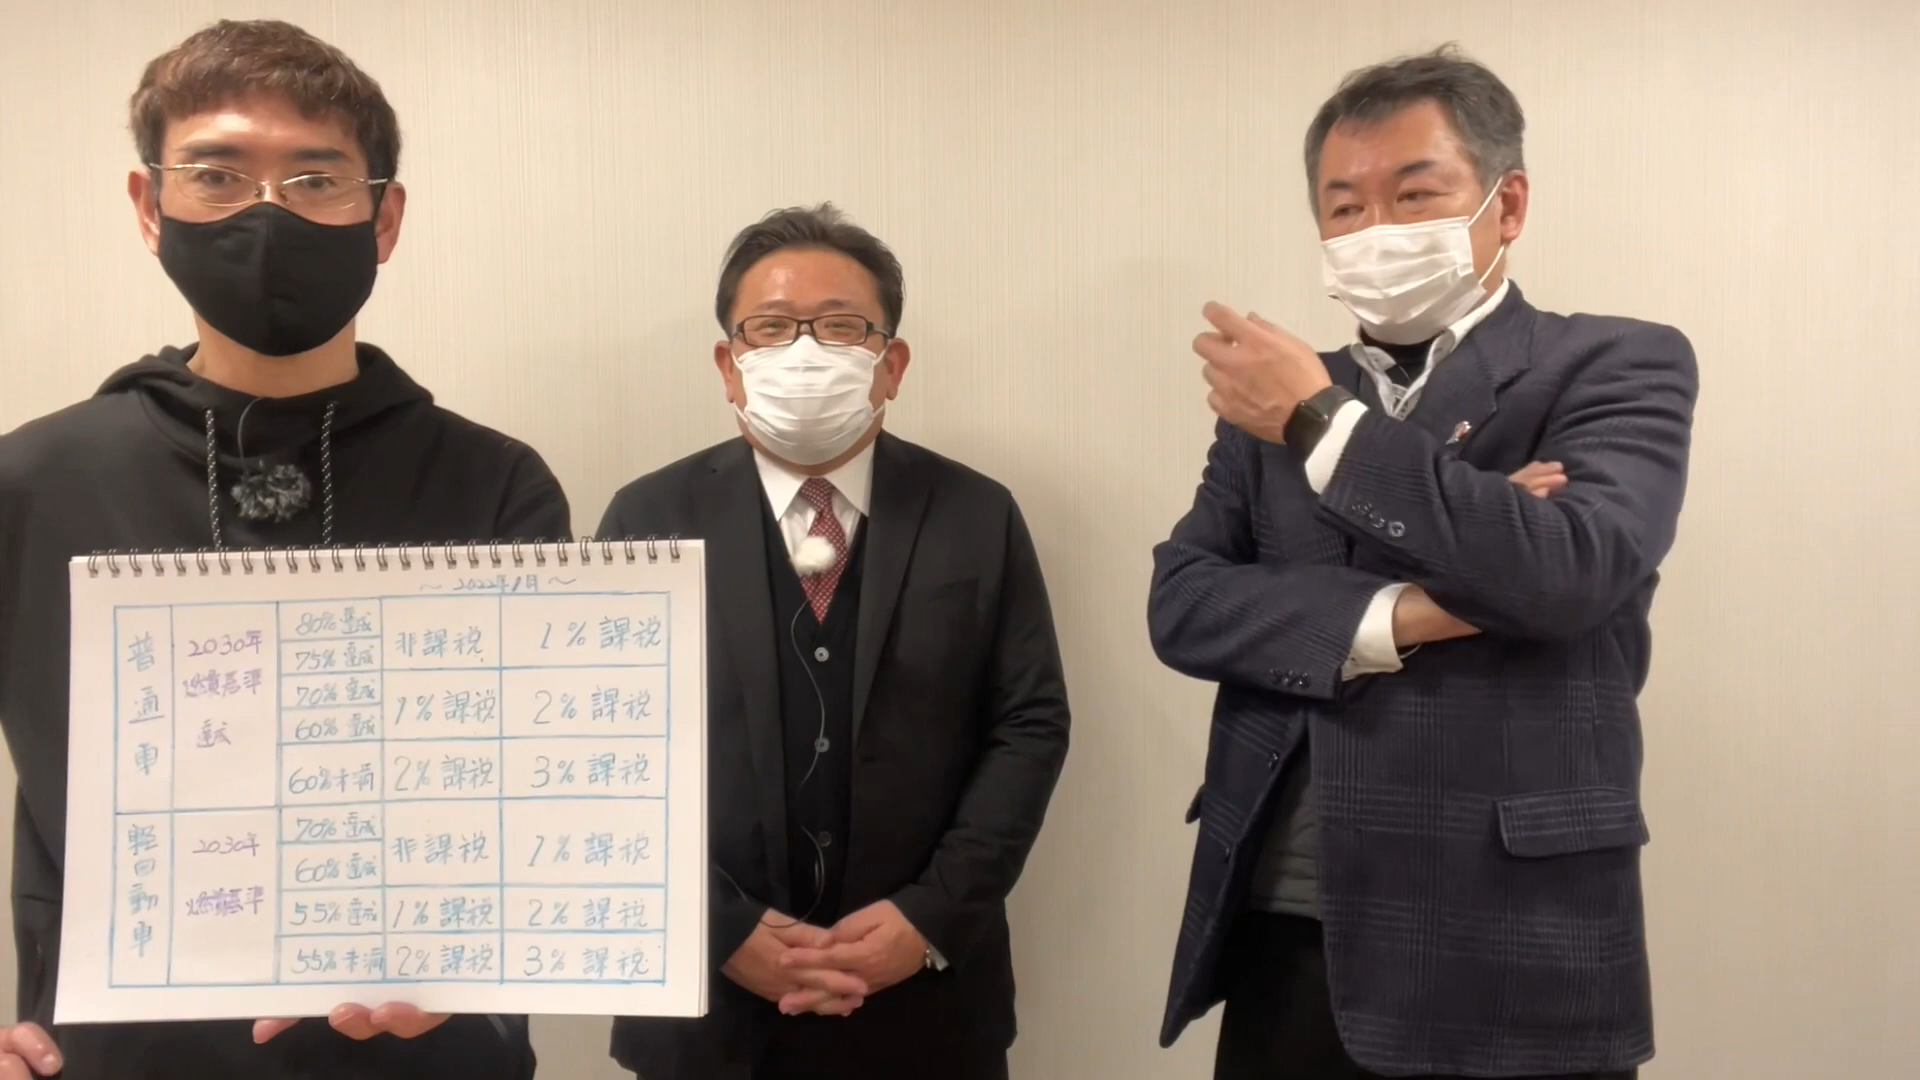 〜2022年1月〜
普通車
2030年
燃費基準
達成
80%達成
75%達成
非課税
1%課税
70%達成
60%達成
1%課税
2%課税
60%未満
2%課税
3%課税
軽自動車
2030年
燃費基準
70%達成
60%達成
非課税
1%課税
55%達成
1%課税
2%課税
55%未満
2%課税
3%課税